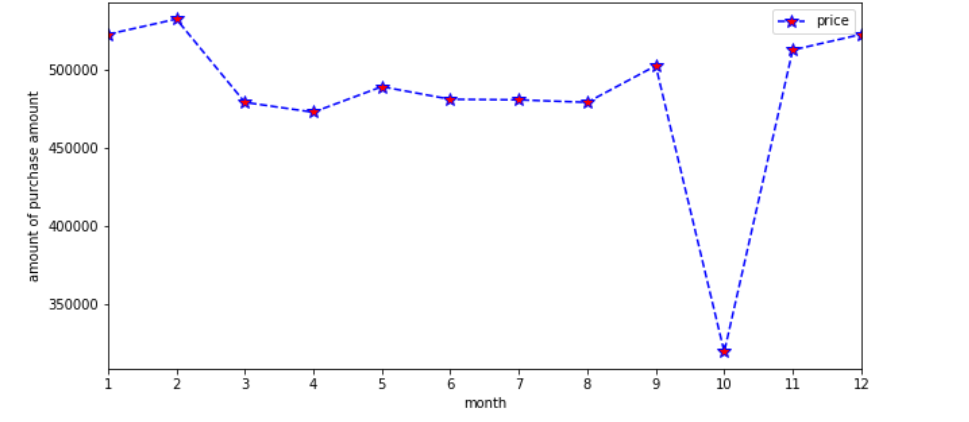 price
500000
450000
400000
350000
amount of purchase amount
1 2 3 4 5 6 7 8 9 10 11 12
month